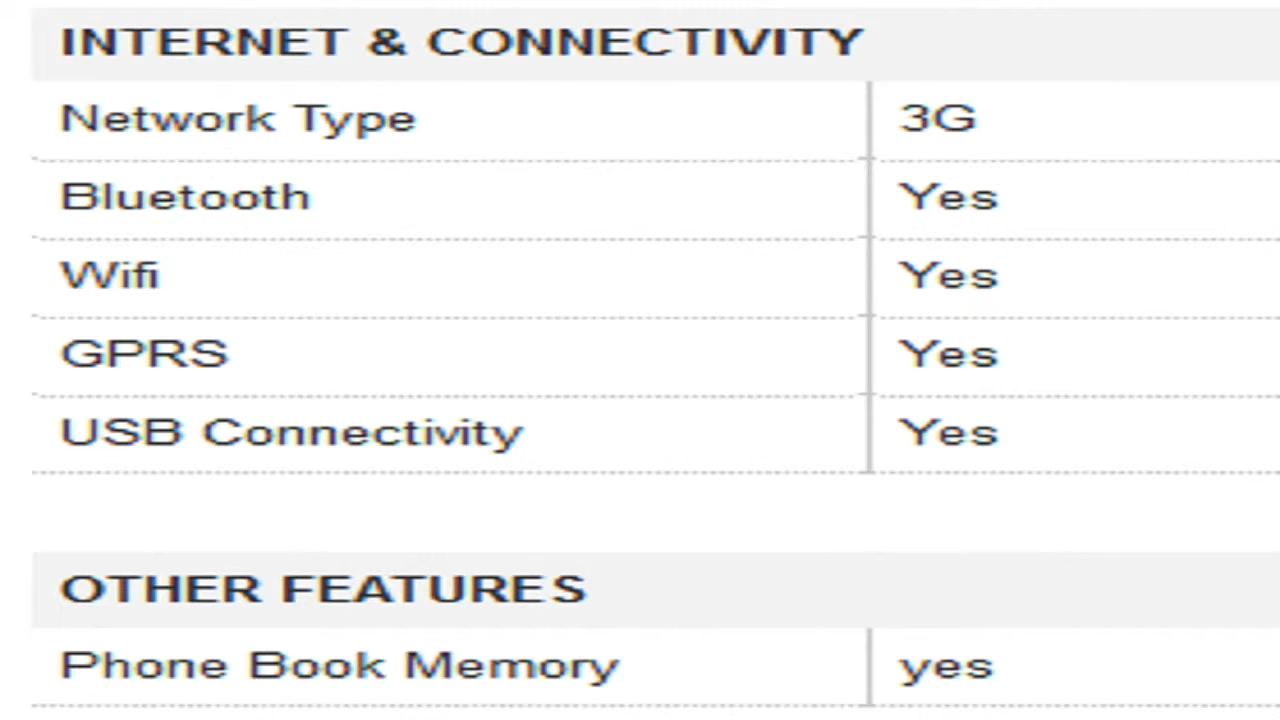 INTERNET & CONNECTIVITY
Network Type 3G
Bluetooth Yes
Wifi Yes
GPRS Yes
USB Connectivity Yes
OTHER FEATURES
Phone Book Memory yes